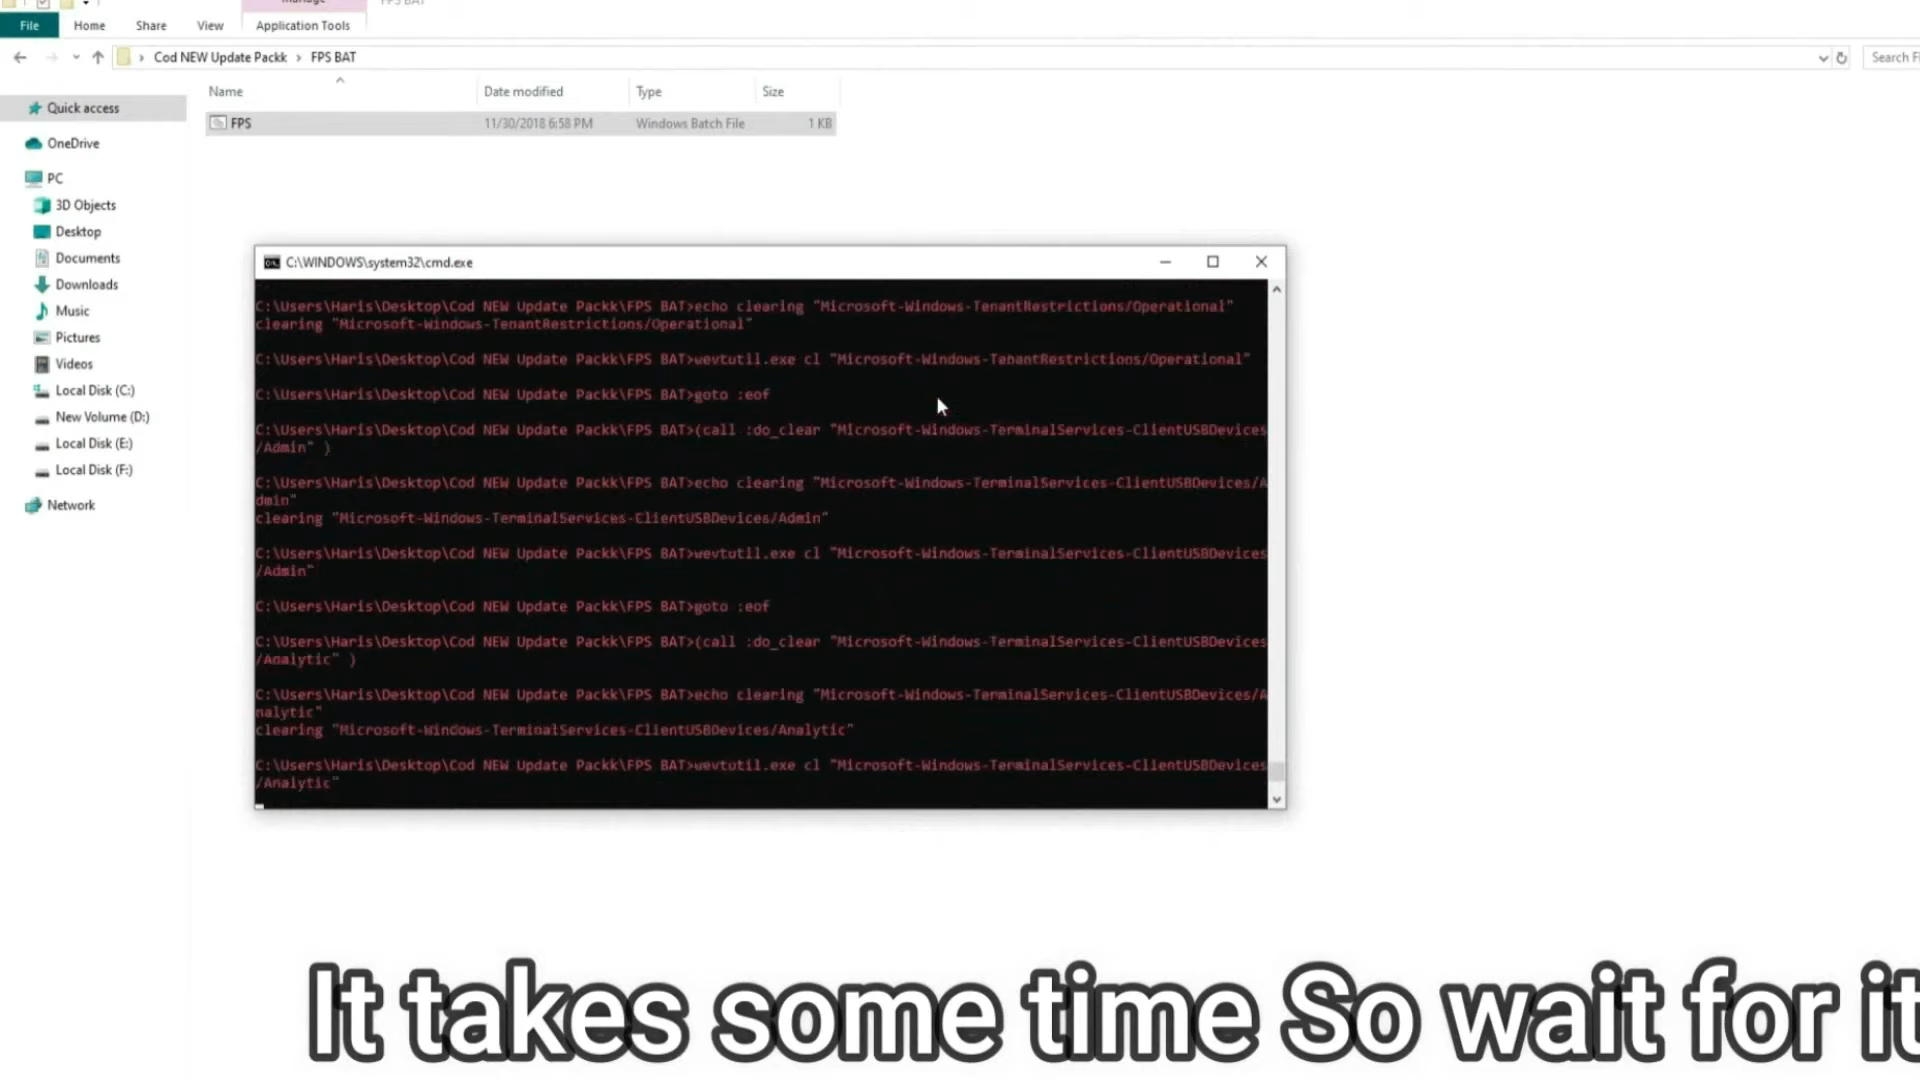 FPS BAT
File
Home
Share
View
Application Tools
Cod NEW Update Packk > FPS BAT
Name
Date modified
Type
Size
FPS
11/30/2018 6:58 PM
Windows Batch File
1 KB
Quick access
OneDrive
PC
3D Objects
Desktop
Documents
Downloads
Music
Pictures
Videos
Local Disk (C:)
New Volume (D:)
Local Disk (E:)
Local Disk (F:)
Network
Search F
C:\WINDOWS\system32\cmd.exe
C:\Users\Haris\Desktop\Cod NEW Update Packk\FPS BAT>echo clearing "Microsoft-Windows-TenantRestrictions/Operational"
clearing "Microsoft-Windows-TenantRestrictions/Operational"
C:\Users\Haris\Desktop\Cod NEW Update Packk\FPS BAT>wevtutil.exe cl "Microsoft-Windows-TenantRestrictions/Operational"
C:\Users\Haris\Desktop\Cod NEW Update Packk\FPS BAT>goto :eof
C:\Users\Haris\Desktop\Cod NEW Update Packk\FPS BAT>(call :do_clear "Microsoft-Windows-TerminalServices-ClientUSBDevices
/Admin" )
C:\Users\Haris\Desktop\Cod NEW Update Packk\FPS BAT>echo clearing "Microsoft-Windows-TerminalServices-ClientUSBDevices/A
dmin"
clearing "Microsoft-Windows-TerminalServices-ClientUSBDevices/Admin"
C:\Users\Haris\Desktop\Cod NEW Update Packk\FPS BAT>wevtutil.exe cl "Microsoft-Windows-TerminalServices-ClientUSBDevices
/Admin"
C:\Users\Haris\Desktop\Cod NEW Update Packk\FPS BAT>goto :eof
C:\Users\Haris\Desktop\Cod NEW Update Packk\FPS BAT>(call :do_clear "Microsoft-Windows-TerminalServices-ClientUSBDevices
/Analytic" )
C:\Users\Haris\Desktop\Cod NEW Update Packk\FPS BAT>echo clearing "Microsoft-Windows-TerminalServices-ClientUSBDevices/A
nalytic"
clearing "Microsoft-Windows-TerminalServices-ClientUSBDevices/Analytic"
C:\Users\Haris\Desktop\Cod NEW Update Packk\FPS BAT>wevtutil.exe cl "Microsoft-Windows-TerminalServices-ClientUSBDevices
/Analytic"
It takes some time So wait for it